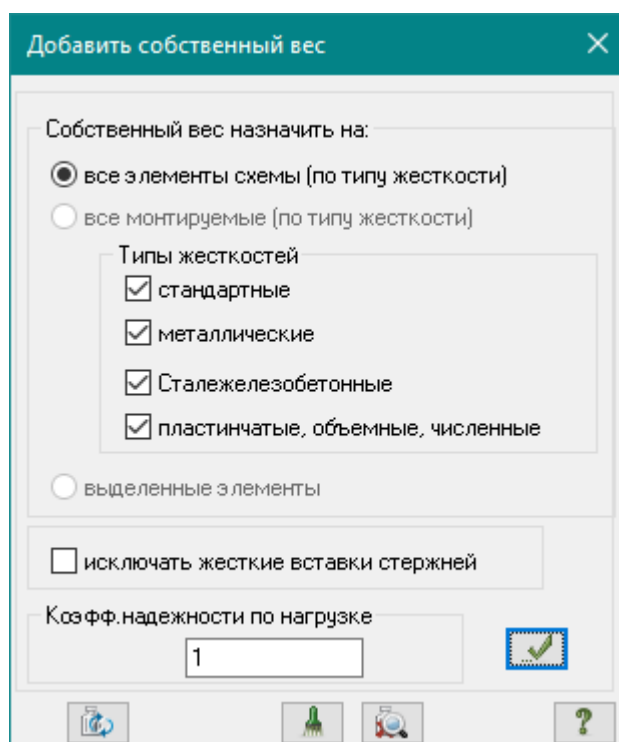 Добавить собственный вес
Собственный вес назначить на:
все элементы схемы (по типу жесткости)
все монтируемые (по типу жесткости)
Типы жесткостей
стандартные
металлические
Сталежелезобетонные
пластинчатые, объемные, численные
выделенные элементы
исключать жесткие вставки стержней
Коэфф.надежности по нагрузке
1
?